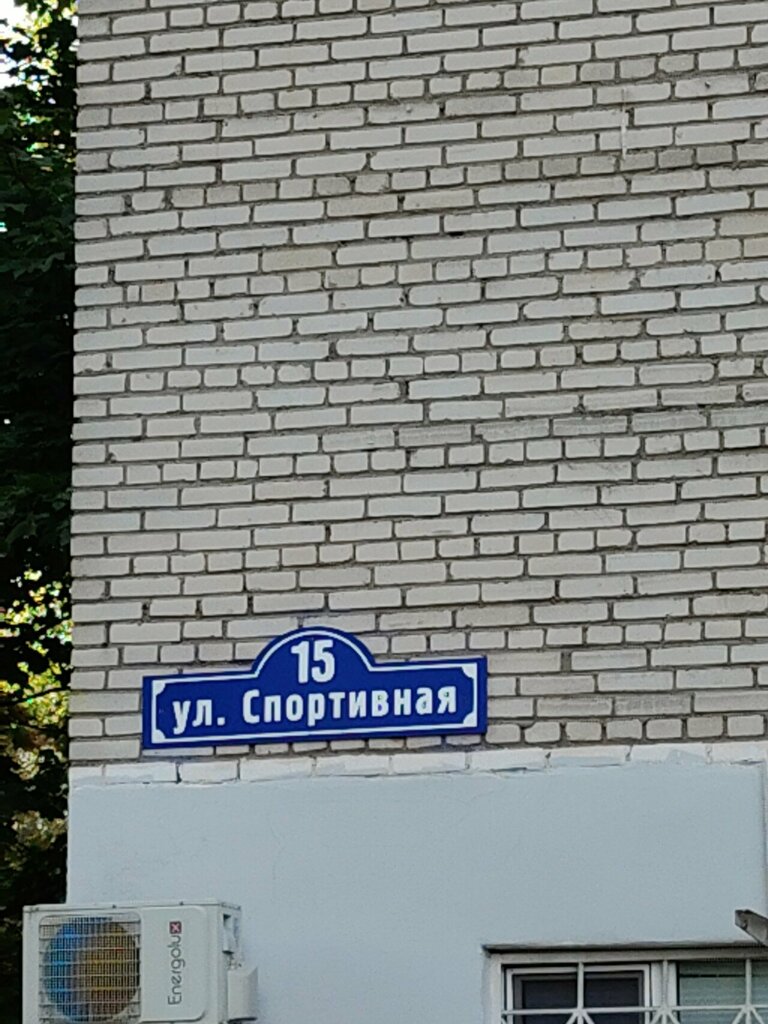 15
ул. Спортивная
Energolux